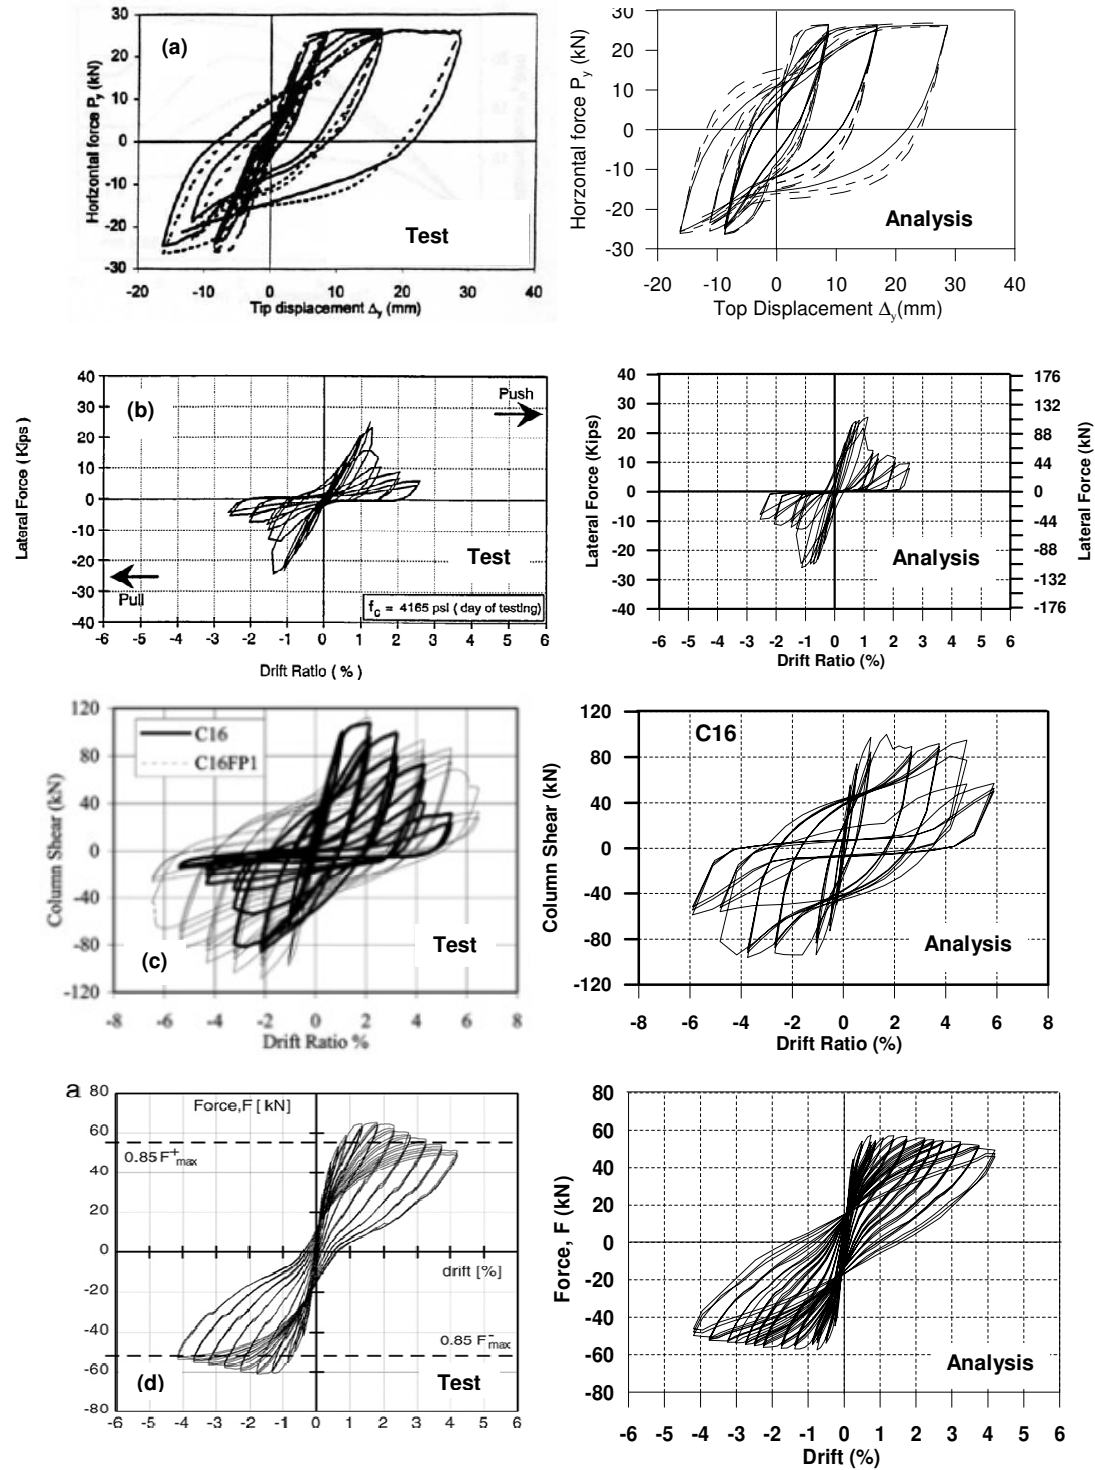 30
(a)
20
10
0
-10
-20
-30
Horizontal force Py (kN)
Test
-20 -10 0 10 20 30 40
Tip displacement Δy (mm)
30
20
10
0
-10
-20
-30
Horzontal force Py (kN)
Analysis
-20 -10 0 10 20 30 40
Top Displacement Δy(mm)
40
30
20
10
0
-10
-20
-30
-40
Lateral Force (Kips)
(b)
Push
Test
Pull
fc = 4165 psi ( day of testing)
-6 -5 -4 -3 -2 -1 0 1 2 3 4 5 6
Drift Ratio ( % )
40
30
20
10
0
-10
-20
-30
-40
Lateral Force (Kips)
176
132
88
44
0
-44
-88
-132
-176
Lateral Force (kN)
Analysis
-6 -5 -4 -3 -2 -1 0 1 2 3 4 5 6
Drift Ratio (%)
120
80
40
0
-40
-80
-120
Column Shear (kN)
C16
C16FP1
(c)
Test
-8 -6 -4 -2 0 2 4 6 8
Drift Ratio %
120
80
40
0
-40
-80
-120
Column Shear (kN)
C16
Analysis
-8 -6 -4 -2 0 2 4 6 8
Drift Ratio (%)
a
80
60
40
20
0
-20
-40
-60
-80
Force,F [ kN]
0.85 F+max
drift [%]
0.85 F-max
(d)
Test
-6 -5 -4 -3 -2 -1 0 1 2 3 4 5 6
80
60
40
20
0
-20
-40
-60
-80
Force, F (kN)
Analysis
-6 -5 -4 -3 -2 -1 0 1 2 3 4 5 6
Drift (%)